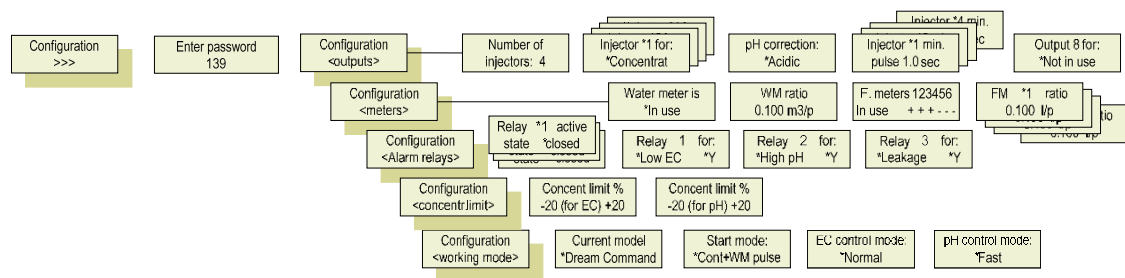 Configuration
>>>
Enter password
139
Configuration
<outputs>
Number of
injectors: 4
Injector *1 for:
*Concentrat
pH correction:
*Acidic
Injector *4 min.
Injector *1 min.
pulse 1.0 sec
Output 8 for:
*Not in use
Configuration
<meters>
Water meter is
*In use
WM ratio
0.100 m3/p
F. meters 123456
In use + + + - - -
FM *1 ratio
0.100 l/p
Configuration
<Alarm relays>
Relay *1 active
state *closed
Relay 1 for:
*Low EC *Y
Relay 2 for:
*High pH *Y
Relay 3 for:
*Leakage *Y
Configuration
<concentr.limit>
Concent limit %
-20 (for EC) +20
Concent limit %
-20 (for pH) +20
Configuration
<working mode>
Current model
*Dream Command
Start mode:
*Cont+WM pulse
EC control mode:
*Normal
pH control mode:
*Fast